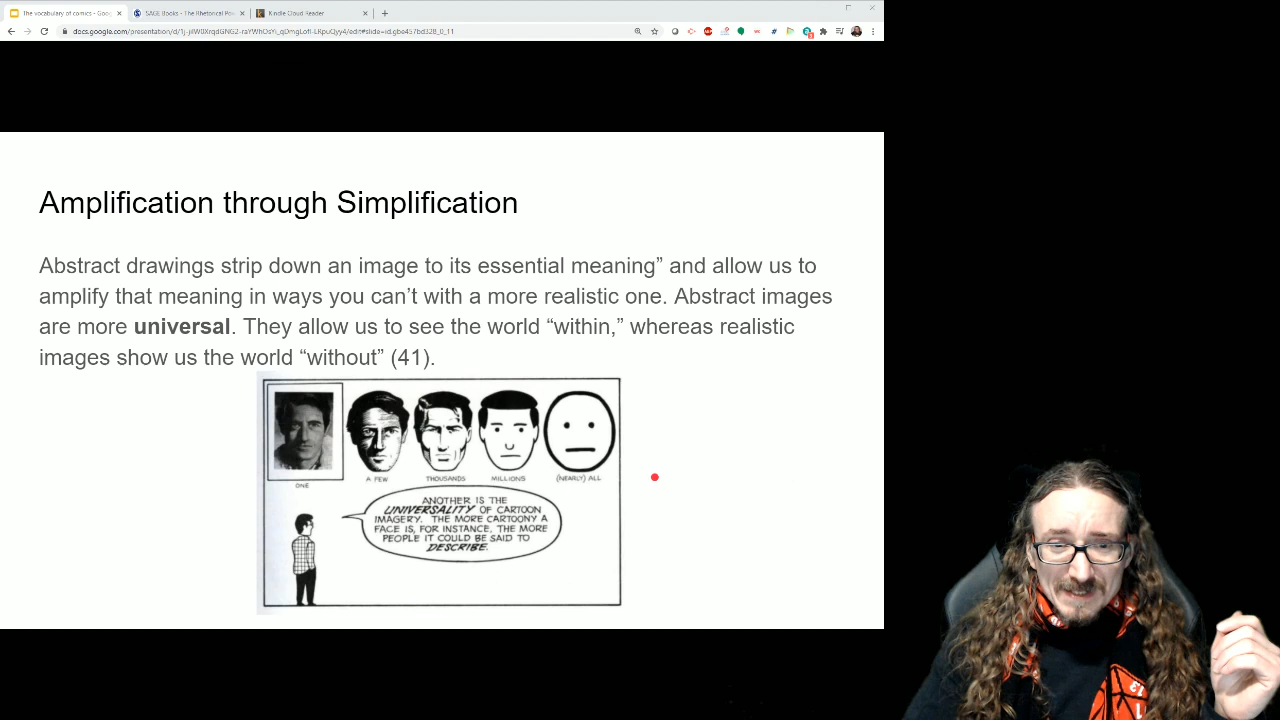 The vocabulary of comics - Goog
SAGE Books - The Rhetorical Pow
Kindle Cloud Reader
Amplification through Simplification
Abstract drawings strip down an image to its essential meaning” and allow us to
amplify that meaning in ways you can’t with a more realistic one. Abstract images
are more universal. They allow us to see the world “within,” whereas realistic
images show us the world “without” (41).
ONE
A FEW
THOUSANDS
MILLIONS
(NEARLY) ALL
ANOTHER IS THE
UNIVERSALITY OF CARTOON
IMAGERY. THE MORE CARTOONY A
FACE IS, FOR INSTANCE, THE MORE
PEOPLE IT COULD BE SAID TO
DESCRIBE.
13